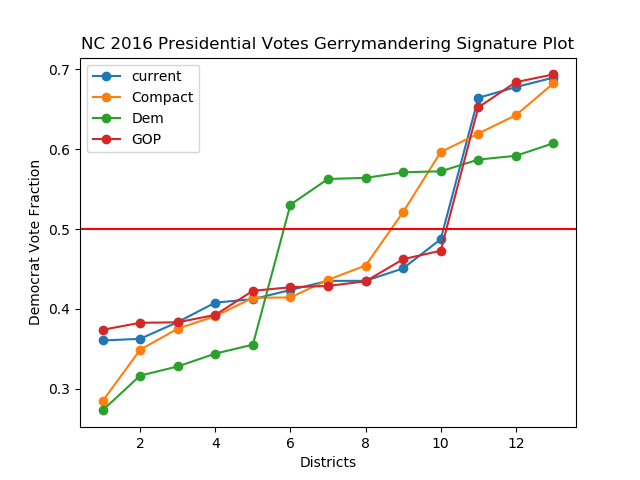 NC 2016 Presidential Votes Gerrymandering Signature Plot
current
Compact
Dem
GOP
0.7
0.6
0.5
0.4
0.3
Democrat Vote Fraction
2 4 6 8 10 12
Districts